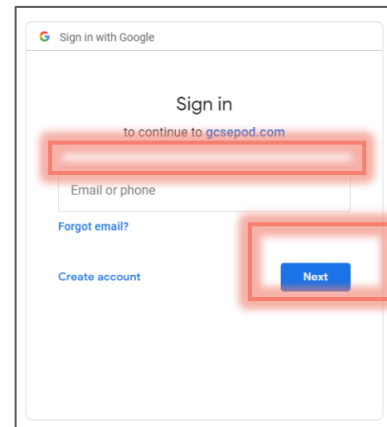 Sign in with Google
Sign in
to continue to gcsepod.com
Email or phone
Forgot email?
Create account Next